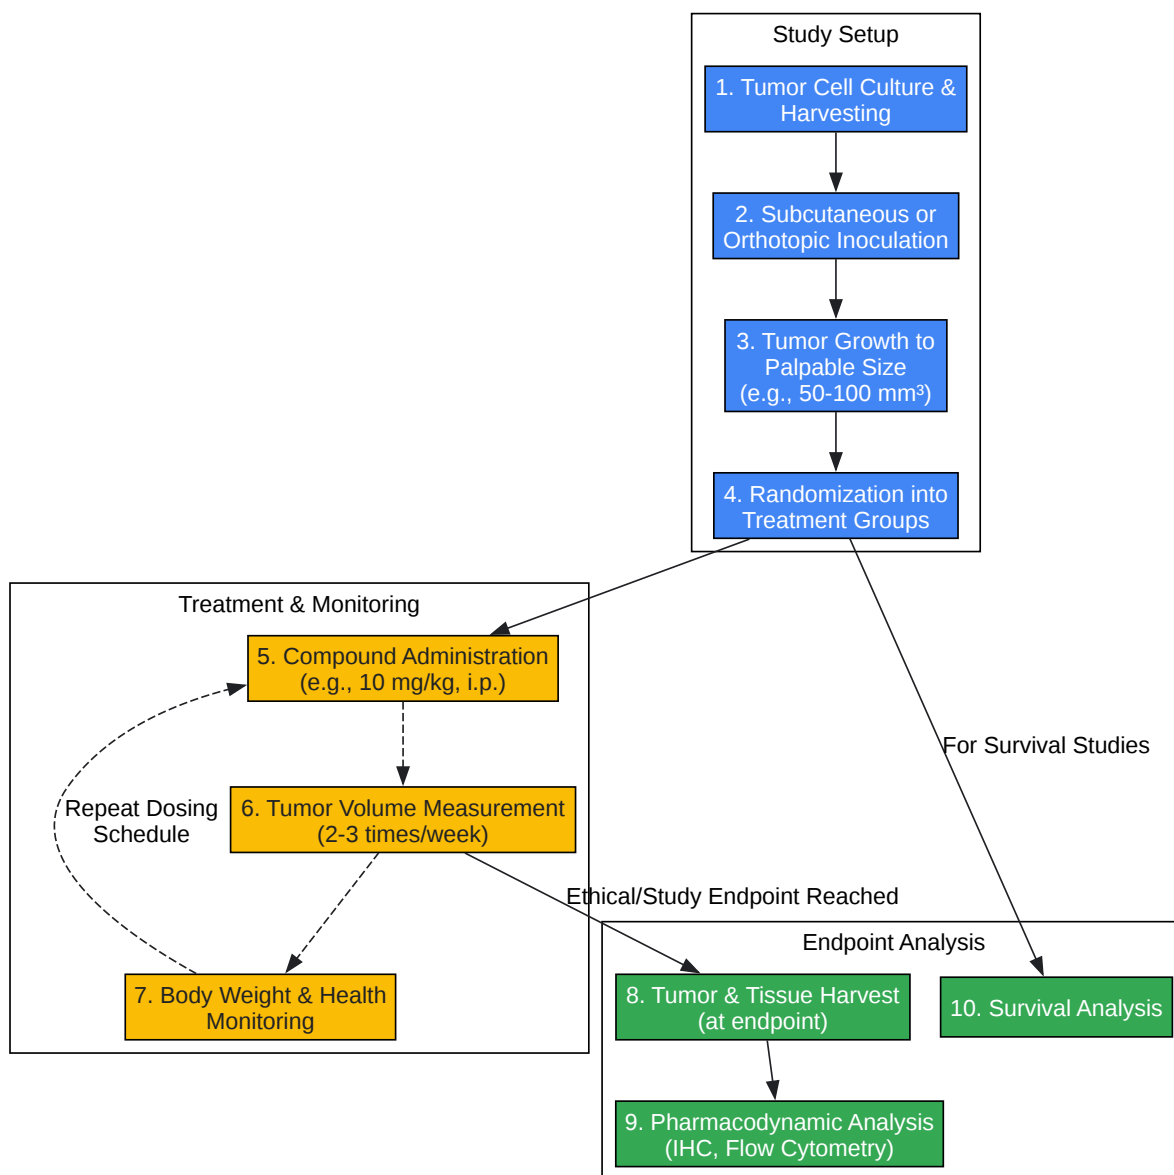 Study Setup
1. Tumor Cell Culture &
Harvesting
2. Subcutaneous or
Orthotopic Inoculation
3. Tumor Growth to
Palpable Size
(e.g., 50-100 mm³)
4. Randomization into
Treatment Groups
Treatment & Monitoring
5. Compound Administration
(e.g., 10 mg/kg, i.p.)
For Survival Studies
Repeat Dosing
Schedule
6. Tumor Volume Measurement
(2-3 times/week)
Ethical/Study Endpoint Reached
Endpoint Analysis
7. Body Weight & Health
Monitoring
8. Tumor & Tissue Harvest
(at endpoint)
10. Survival Analysis
9. Pharmacodynamic Analysis
(IHC, Flow Cytometry)